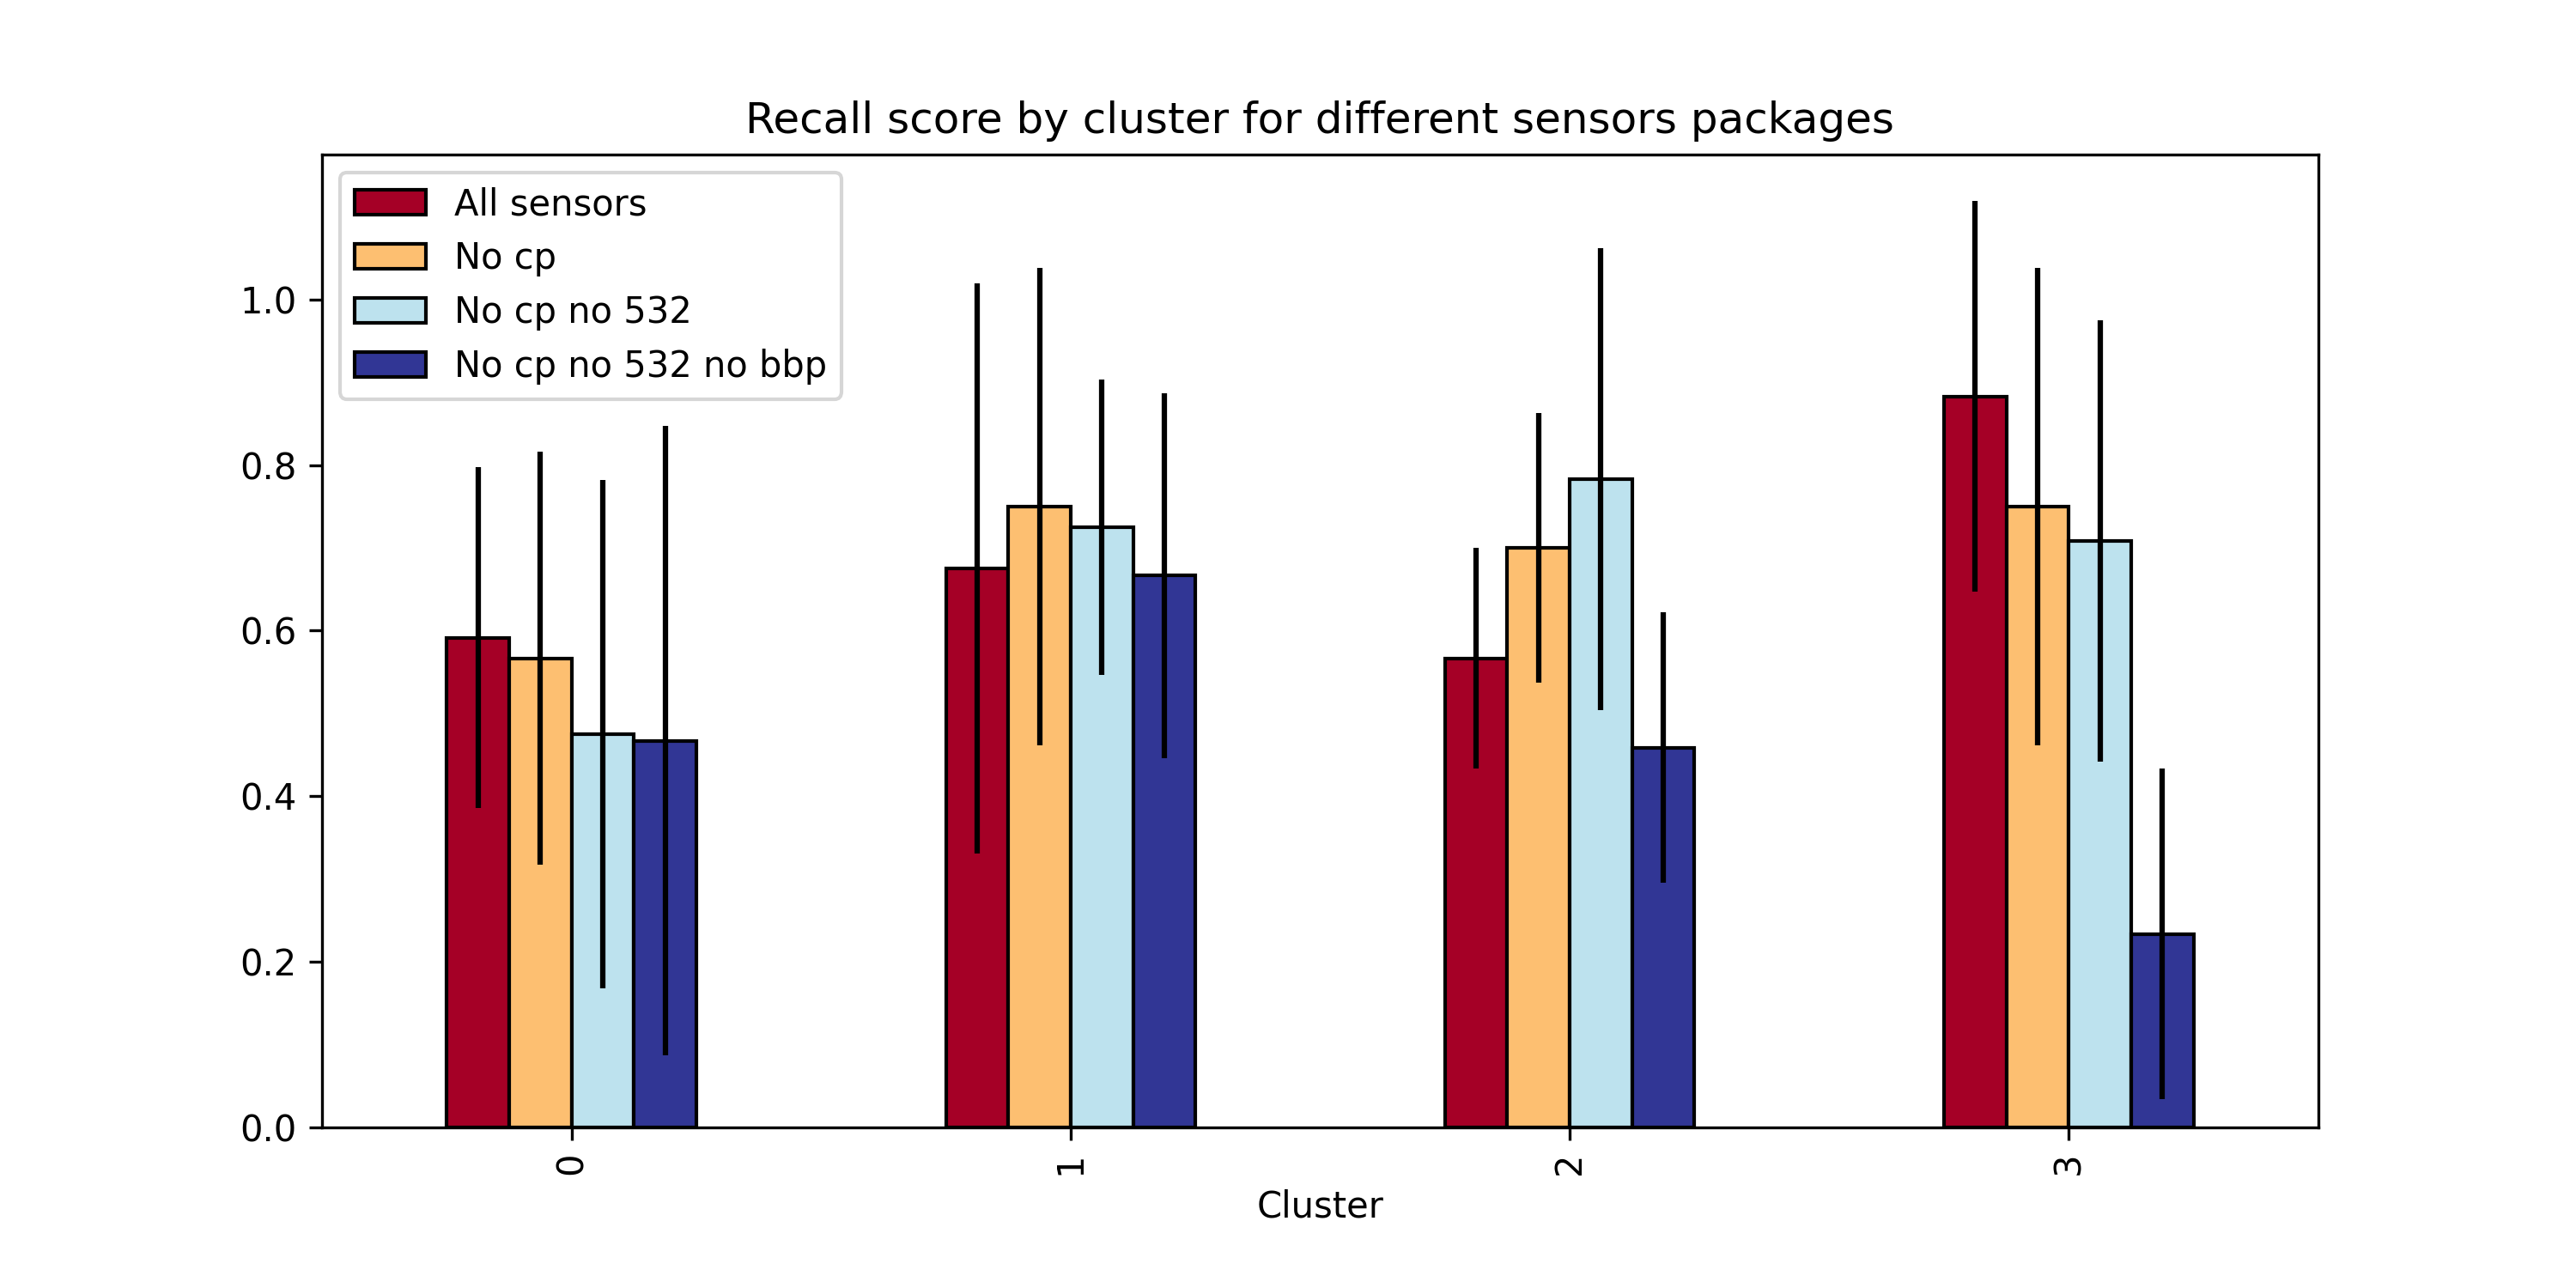 Recall score by cluster for different sensors packages
All sensors
No cp
No cp no 532
No cp no 532 no bbp
1.0
0.8
0.6
0.4
0.2
0.0
0
1
2
3
Cluster